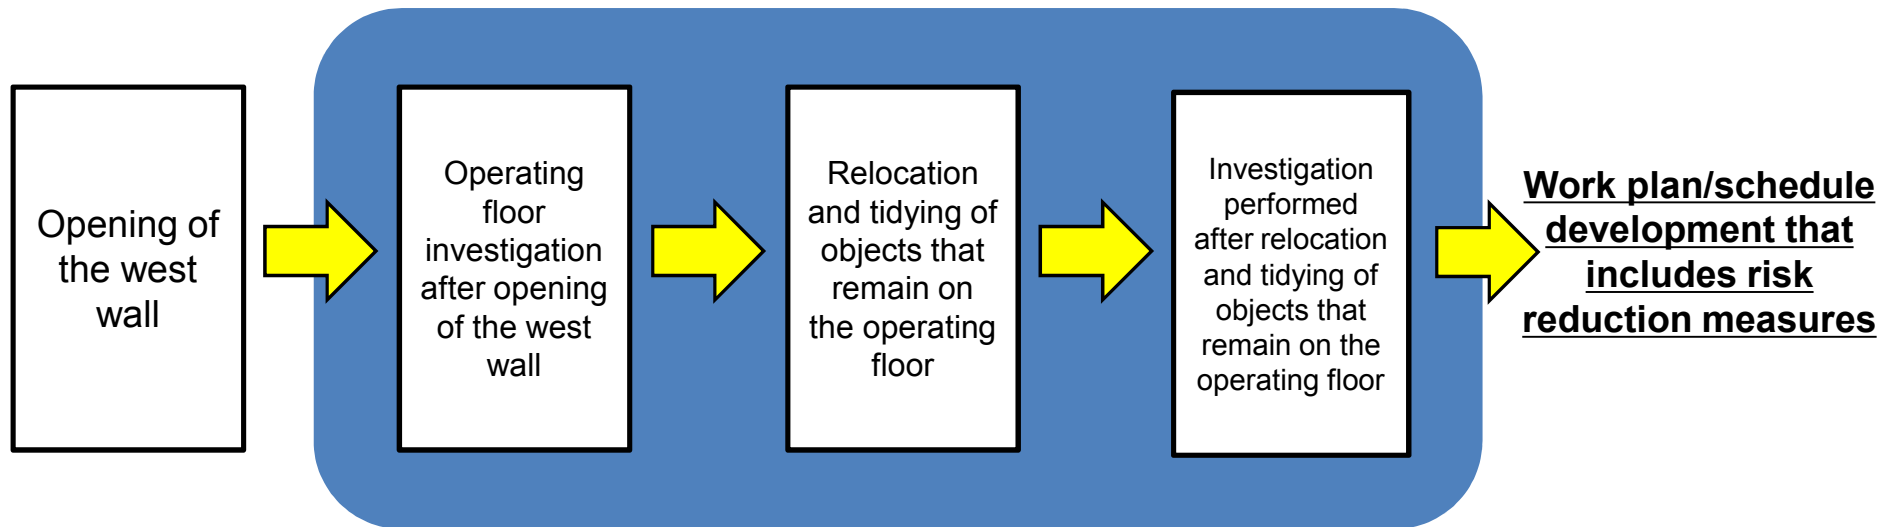 Opening of
the west
wall
Operating
floor
investigation
after opening
of the west
wall
Relocation
and tidying of
objects that
remain on
the operating
floor
Investigation
performed
after relocation
and tidying of
objects that
remain on the
operating floor
Work plan/schedule
development that
includes risk
reduction measures